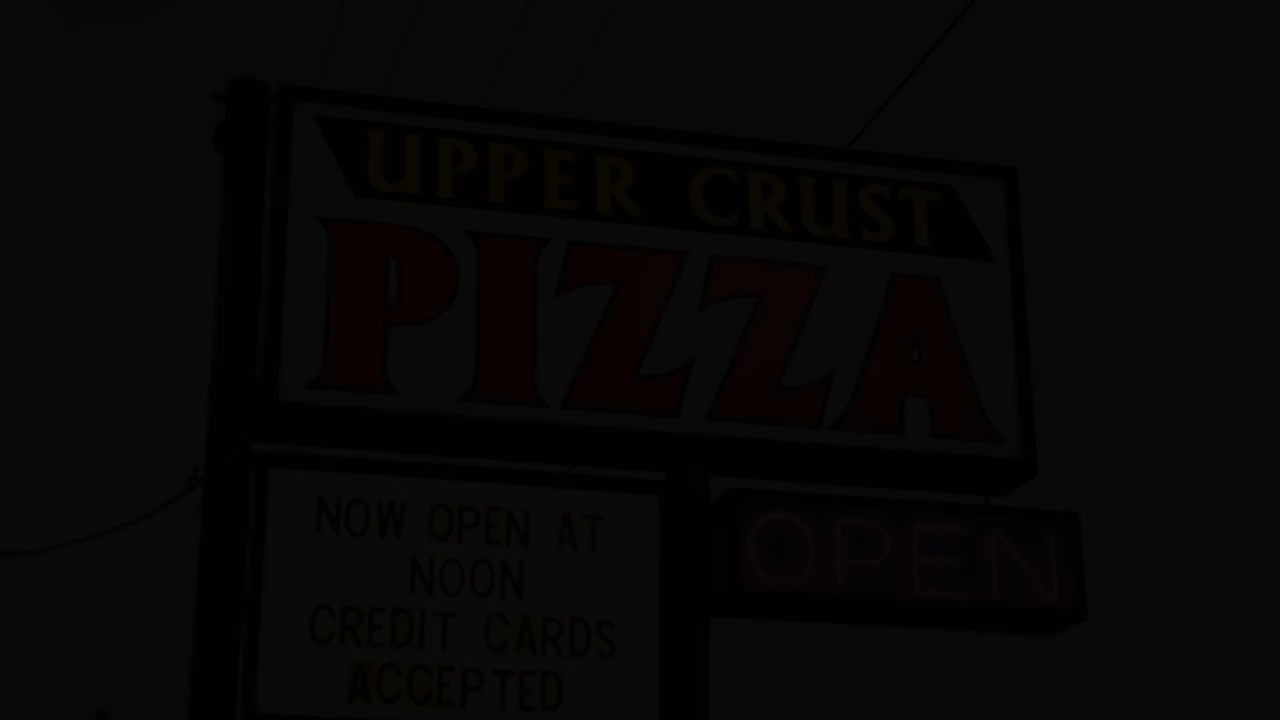 UPPER CRUST
PIZZA
NOW OPEN AT
NOON
CREDIT CARDS
ACCEPTED
OPEN